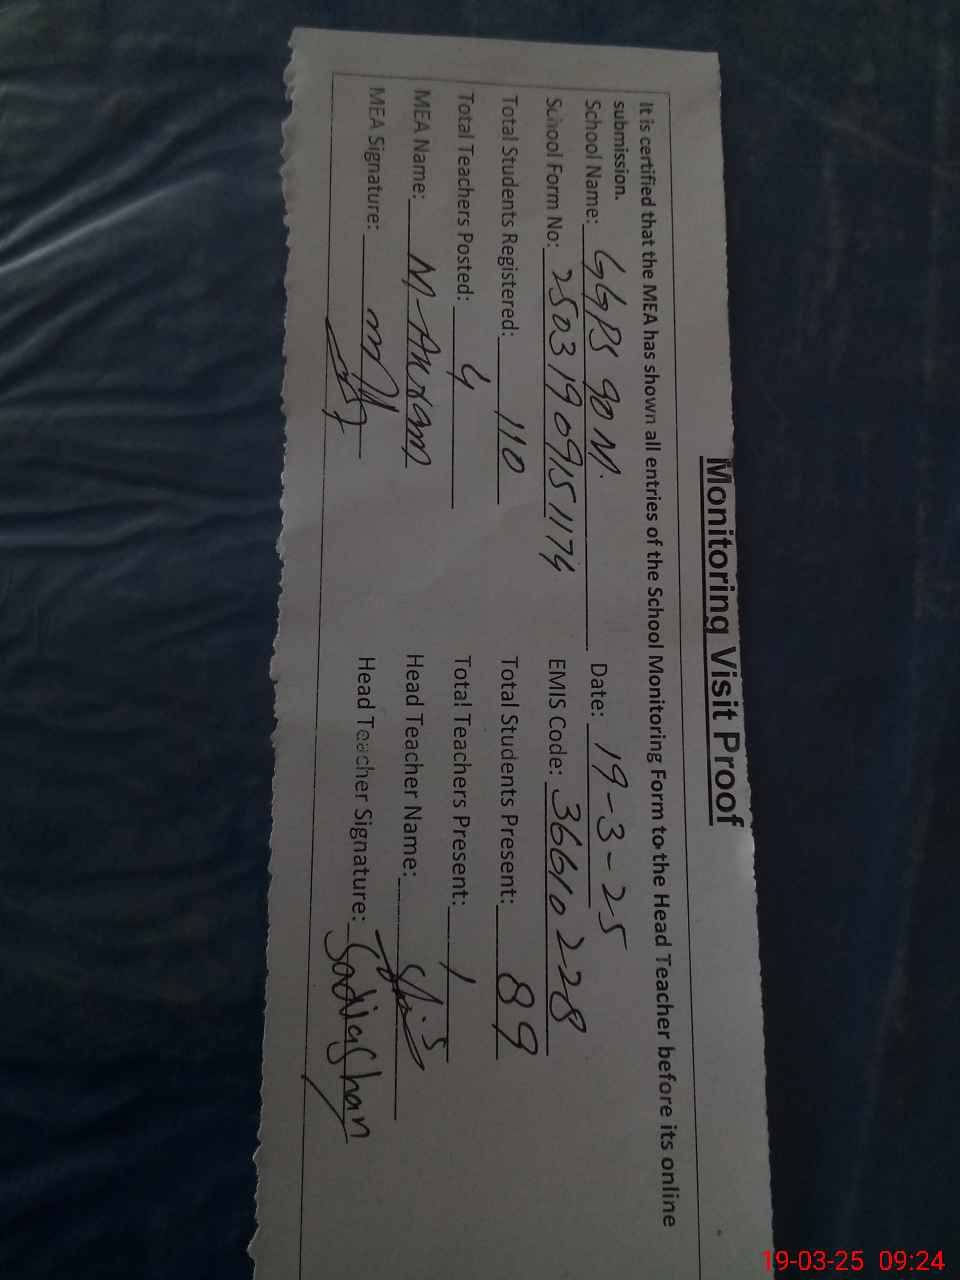 Monitoring Visit Proof
It is certified that the MEA has shown all entries of the School Monitoring Form to the Head Teacher before its online
submission.
School Name: GGPS 90 M. Date: 19-3-25
School Form No: 25031909151174 EMIS Code: 36610228
Total Students Registered: 110 Total Students Present: 89
Total Teachers Posted: 4 Total Teachers Present: 1
MEA Name: M-Akram Head Teacher Name:
MEA Signature: Head Teacher Signature:
19-03-25 09:24